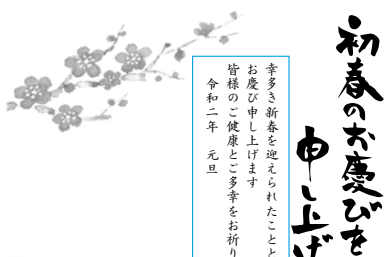 初春のお慶びを
申し上げ
幸多き新春を迎えられたことと
お慶び申し上げます
皆様のご健康とご多幸をお祈り
令和二年 元旦